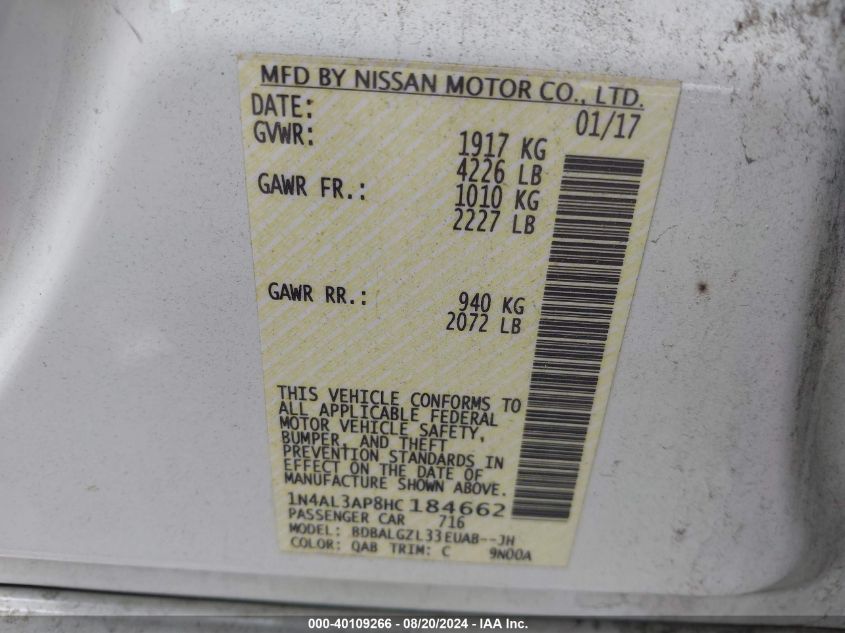 MFD BY NISSAN MOTOR CO., LTD.
DATE: 01/17
GVWR: 1917 KG
4226 LB
GAWR FR.: 1010 KG
2227 LB
GAWR RR.: 940 KG
2072 LB
THIS VEHICLE CONFORMS TO
ALL APPLICABLE FEDERAL
MOTOR VEHICLE SAFETY,
BUMPER, AND THEFT
PREVENTION STANDARDS IN
EFFECT ON THE DATE OF
MANUFACTURE SHOWN ABOVE.
1N4AL3AP8HC184662
PASSENGER CAR 716
MODEL: BDBALGZL33EUAB--JH
COLOR: QAB TRIM: C 9N00A
000-40109266 - 08/20/2024 - IAA Inc.